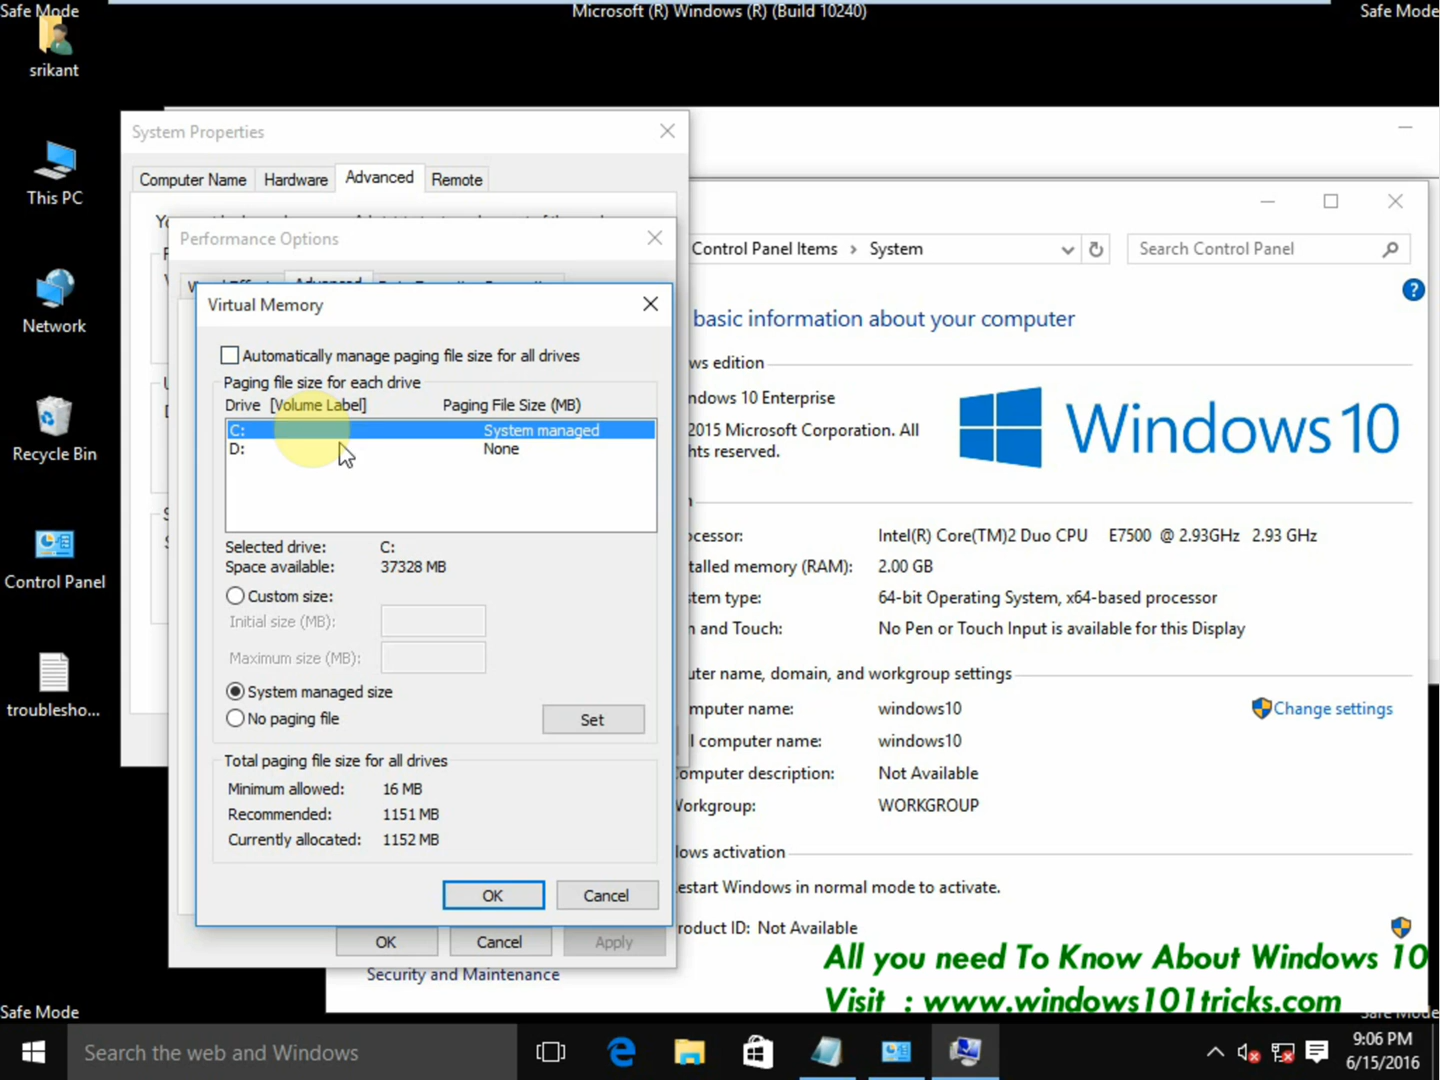 Safe Mode
Microsoft (R) Windows (R) (Build 10240)
Safe Mode
srikant
This PC
Network
Recycle Bin
Control Panel
troublesho...
System Properties
Computer Name
Hardware
Advanced
Remote
Performance Options
Advanced
Virtual Memory
Automatically manage paging file size for all drives
Paging file size for each drive
Drive [Volume Label]
Paging File Size (MB)
C:
System managed
D:
None
Selected drive:
C:
Space available:
37328 MB
Custom size:
Initial size (MB):
Maximum size (MB):
System managed size
No paging file
Set
Total paging file size for all drives
Minimum allowed:
16 MB
Recommended:
1151 MB
Currently allocated:
1152 MB
OK
Cancel
OK
Cancel
Apply
Security and Maintenance
Control Panel Items
System
Search Control Panel
basic information about your computer
ws edition
ndows 10 Enterprise
2015 Microsoft Corporation. All
ts reserved.
Windows 10
ocessor:
Intel(R) Core(TM)2 Duo CPU E7500 @ 2.93GHz 2.93 GHz
talled memory (RAM):
2.00 GB
tem type:
64-bit Operating System, x64-based processor
n and Touch:
No Pen or Touch Input is available for this Display
uter name, domain, and workgroup settings
mputer name:
windows10
Change settings
l computer name:
windows10
omputer description:
Not Available
Workgroup:
WORKGROUP
dows activation
estart Windows in normal mode to activate.
roduct ID: Not Available
All you need To Know About Windows 10
Visit : www.windows101tricks.com
Safe Mode
Safe Mode
Search the web and Windows
9:06 PM
6/15/2016